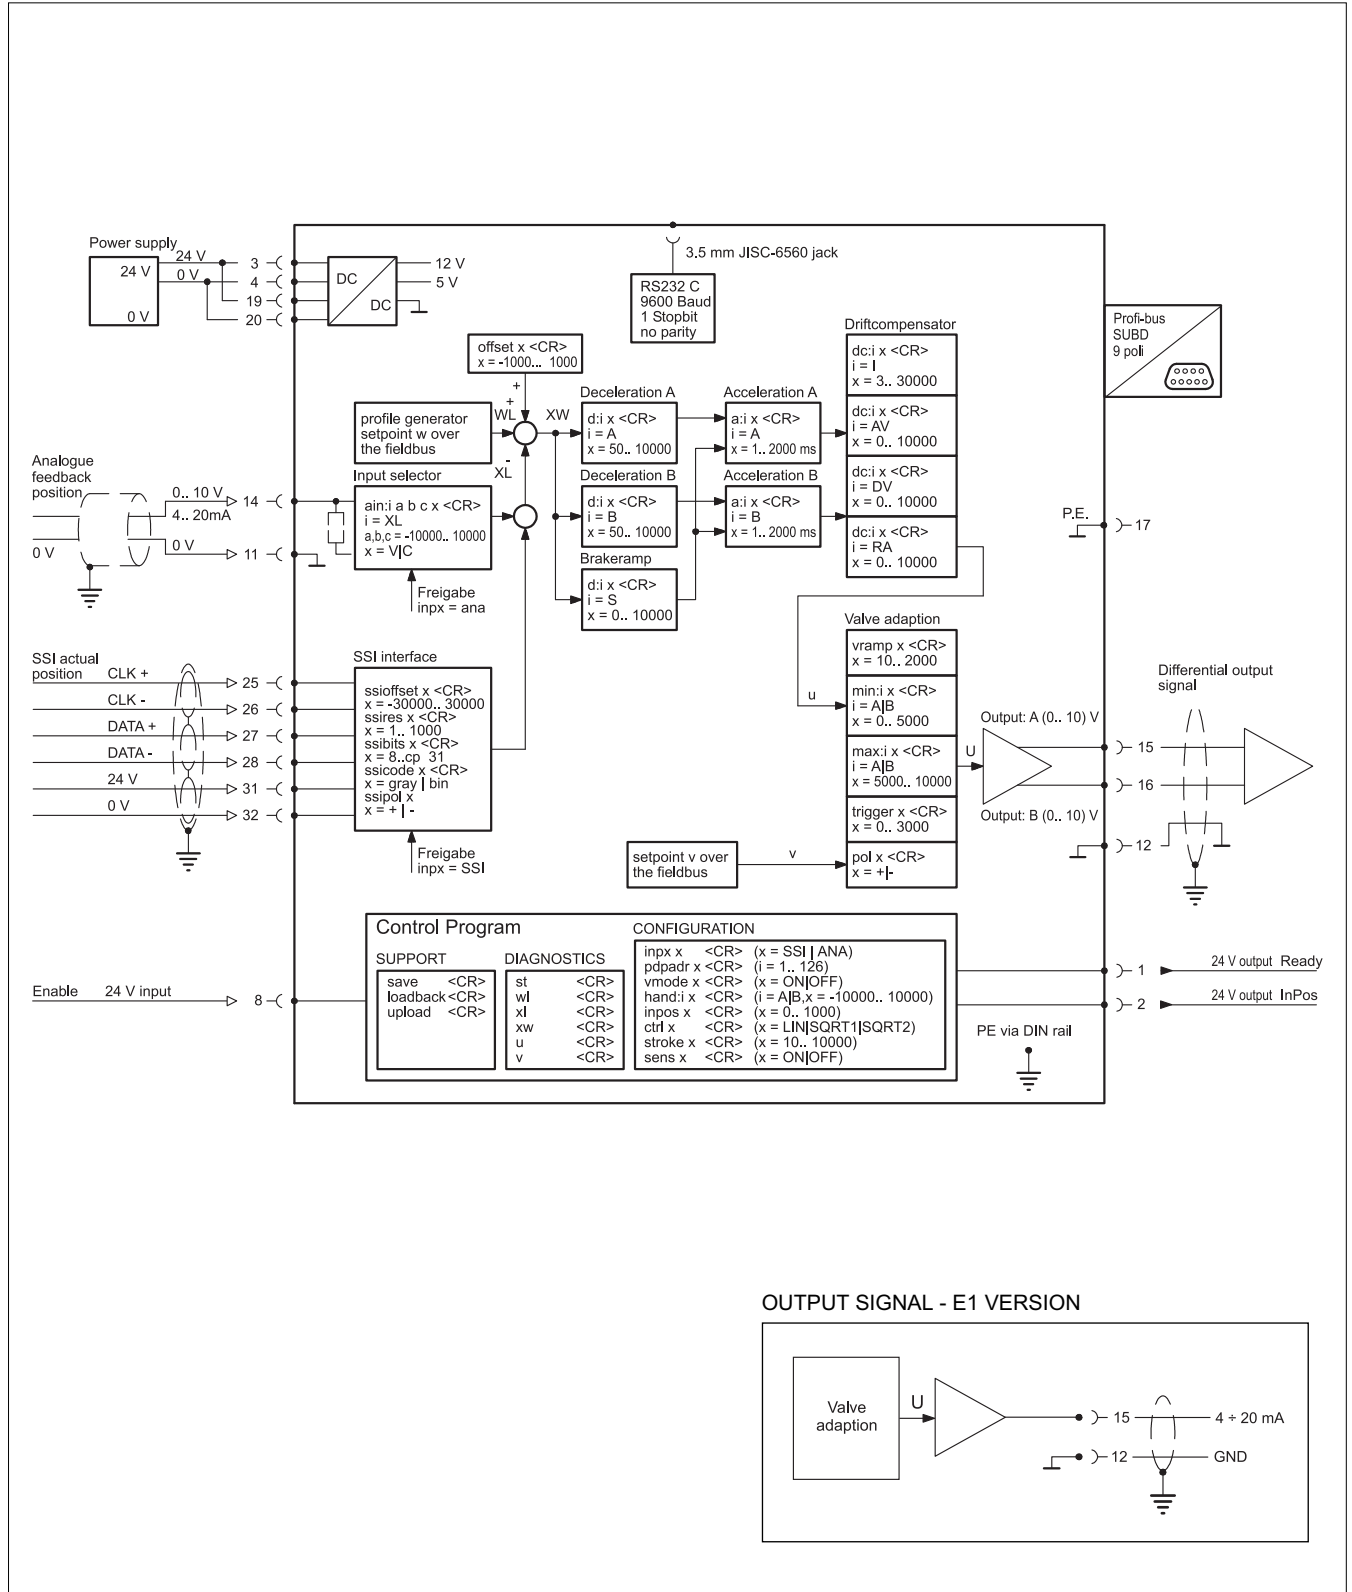 Power supply
24 V
0 V
24 V
0 V
3
4
19
20
DC
DC
12 V
5 V
3.5 mm JISC-6560 jack
RS232 C
9600 Baud
1 Stopbit
no parity
Profi-bus
SUBD
9 poli
offset x <CR>
x = -1000... 1000
+
+
WL
XW
-
XL
profile generator
setpoint w over
the fieldbus
Deceleration A
d:i x <CR>
i = A
x = 50.. 10000
Acceleration A
a:i x <CR>
i = A
x = 1.. 2000 ms
Driftcompensator
dc:i x <CR>
i = I
x = 3.. 30000
dc:i x <CR>
i = AV
x = 0.. 10000
dc:i x <CR>
i = DV
x = 0.. 10000
dc:i x <CR>
i = RA
x = 0.. 10000
Analogue
feedback
position
0.. 10 V
4.. 20mA
0 V
0 V
14
11
Input selector
ain:i a b c x <CR>
i = XL
a,b,c = -10000.. 10000
x = V|C
Freigabe
inpx = ana
Deceleration B
d:i x <CR>
i = B
x = 50.. 10000
Acceleration B
a:i x <CR>
i = B
x = 1.. 2000 ms
Brakeramp
d:i x <CR>
i = S
x = 0.. 10000
P.E.
17
SSI actual
position
CLK +
CLK -
DATA +
DATA -
24 V
0 V
25
26
27
28
31
32
SSI interface
ssioffset x <CR>
x = -30000.. 30000
ssires x <CR>
x = 1.. 1000
ssibits x <CR>
x = 8..cp 31
ssicode x <CR>
x = gray | bin
ssipol x
x = + | -
Freigabe
inpx = SSI
Valve adaption
vramp x <CR>
x = 10.. 2000
min:i x <CR>
i = A|B
x = 0.. 5000
max:i x <CR>
i = A|B
x = 5000.. 10000
trigger x <CR>
x = 0.. 3000
pol x <CR>
x = +|-
u
U
v
setpoint v over
the fieldbus
Output: A (0.. 10) V
Output: B (0.. 10) V
15
16
12
Differential output
signal
Control Program
SUPPORT
save <CR>
loadback <CR>
upload <CR>
DIAGNOSTICS
st <CR>
wl <CR>
xl <CR>
xw <CR>
u <CR>
v <CR>
CONFIGURATION
inpx x <CR> (x = SSI | ANA)
pdpadr x <CR> (i = 1.. 126)
vmode x <CR> (x = ON|OFF)
hand:i x <CR> (i = A|B,x = -10000.. 10000)
inpos x <CR> (x = 0.. 1000)
ctrl x <CR> (x = LIN|SQRT1|SQRT2)
stroke x <CR> (x = 10.. 10000)
sens x <CR> (x = ON|OFF)
Enable 24 V input
8
1
24 V output Ready
2
24 V output InPos
PE via DIN rail
OUTPUT SIGNAL - E1 VERSION
Valve
adaption
U
15
4 ÷ 20 mA
12
GND